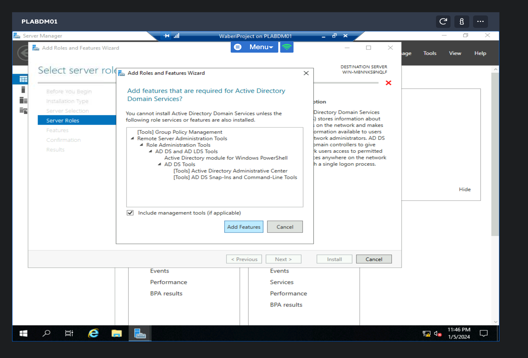 PLABDM01
Server Manager
WabeliProject on PLABDM01
Menu
Manage
Tools
View
Help
Add Roles and Features Wizard
Select server role
DESTINATION SERVER
Before You Begin
Installation Type
Server Selection
Server Roles
Features
Confirmation
Results
Add Roles and Features Wizard
Add features that are required for Active Directory
Domain Services?
You cannot install Active Directory Domain Services unless the
following role services or features are also installed.
[Tools] Group Policy Management
Remote Server Administration Tools
Role Administration Tools
AD DS and AD LDS Tools
Active Directory module for Windows PowerShell
AD DS Tools
[Tools] Active Directory Administrative Center
[Tools] AD DS Snap-Ins and Command-Line Tools
Include management tools (if applicable)
Add Features
Cancel
ption
Directory Domain Services
) stores information about
s on the network and makes
ormation available to users
twork administrators. AD DS
omain controllers to give
k users access to permitted
ces anywhere on the network
h a single logon process.
Hide
< Previous
Next >
Install
Cancel
Events
Performance
BPA results
Events
Services
Performance
BPA results
11:46 PM
1/5/2024